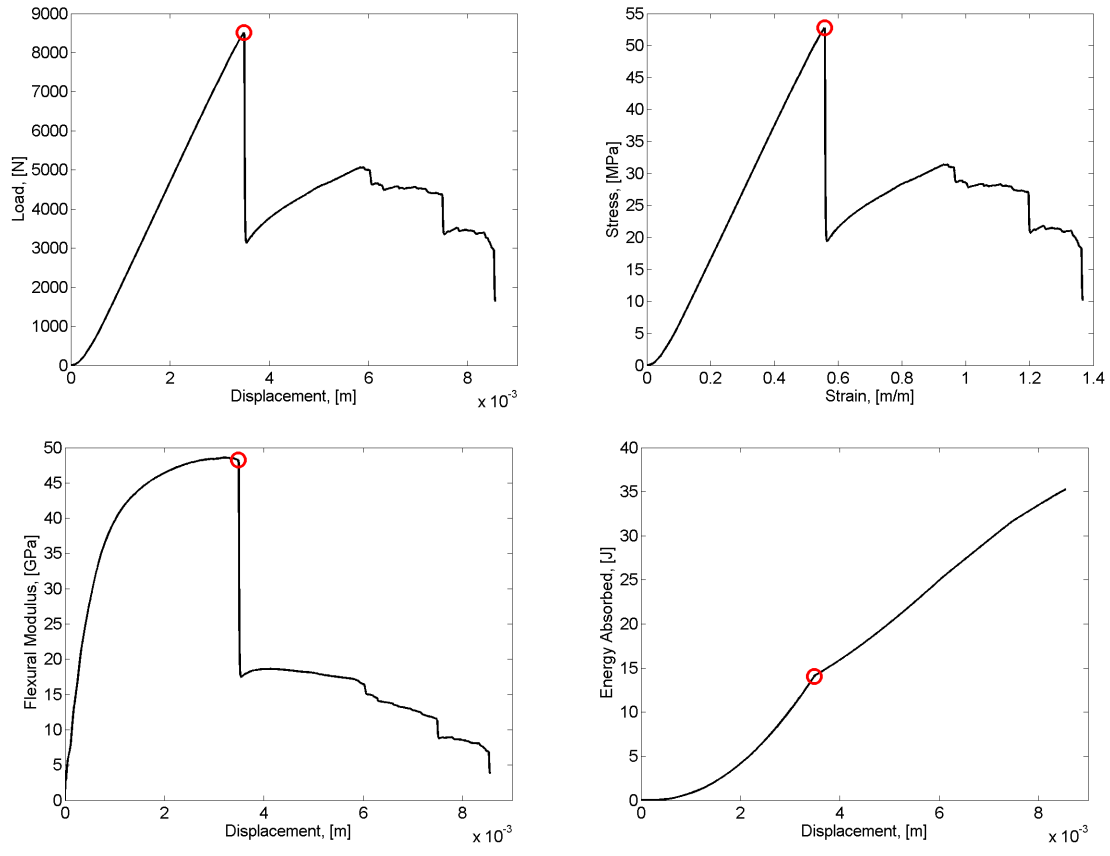 9000
8000
7000
6000
5000
4000
3000
2000
1000
0
Load, [N]
0 2 4 6 8
Displacement, [m]
x 10⁻³
55
50
45
40
35
30
25
20
15
10
5
0
Stress, [MPa]
0 0.2 0.4 0.6 0.8 1 1.2 1.4
Strain, [m/m]
50
45
40
35
30
25
20
15
10
5
0
Flexural Modulus, [GPa]
0 2 4 6 8
Displacement, [m]
x 10⁻³
40
35
30
25
20
15
10
5
0
Energy Absorbed, [J]
0 2 4 6 8
Displacement, [m]
x 10⁻³